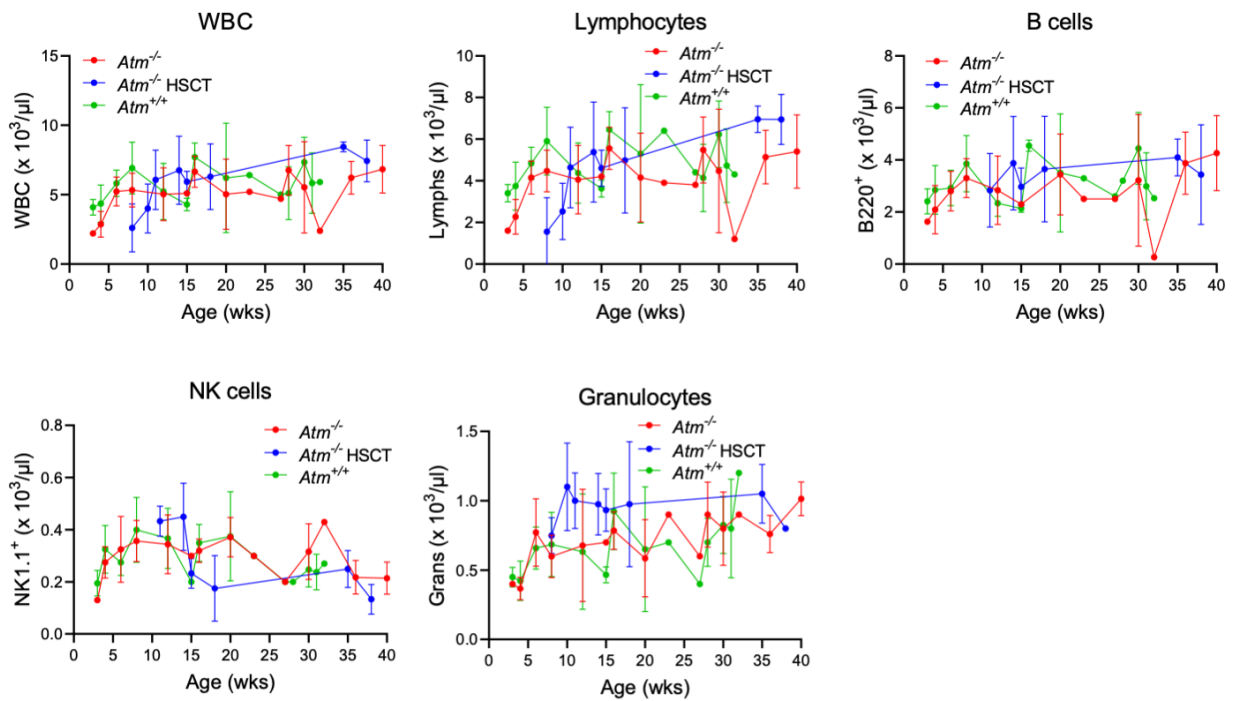 WBC
15
10
5
0
WBC (x 10³/µl)
Atm⁻/⁻
Atm⁻/⁻ HSCT
Atm⁺/⁺
0 5 10 15 20 25 30 35 40
Age (wks)
Lymphocytes
10
8
6
4
2
0
Lymphs (x 10³/µl)
Atm⁻/⁻
Atm⁻/⁻ HSCT
Atm⁺/⁺
0 5 10 15 20 25 30 35 40
Age (wks)
B cells
8
6
4
2
0
B220⁺ (x 10³/µl)
Atm⁻/⁻
Atm⁻/⁻ HSCT
Atm⁺/⁺
0 5 10 15 20 25 30 35 40
Age (wks)
NK cells
0.8
0.6
0.4
0.2
0.0
NK1.1⁺ (x 10³/µl)
Atm⁻/⁻
Atm⁻/⁻ HSCT
Atm⁺/⁺
0 5 10 15 20 25 30 35 40
Age (wks)
Granulocytes
1.5
1.0
0.5
0.0
Grans (x 10³/µl)
Atm⁻/⁻
Atm⁻/⁻ HSCT
Atm⁺/⁺
0 5 10 15 20 25 30 35 40
Age (wks)